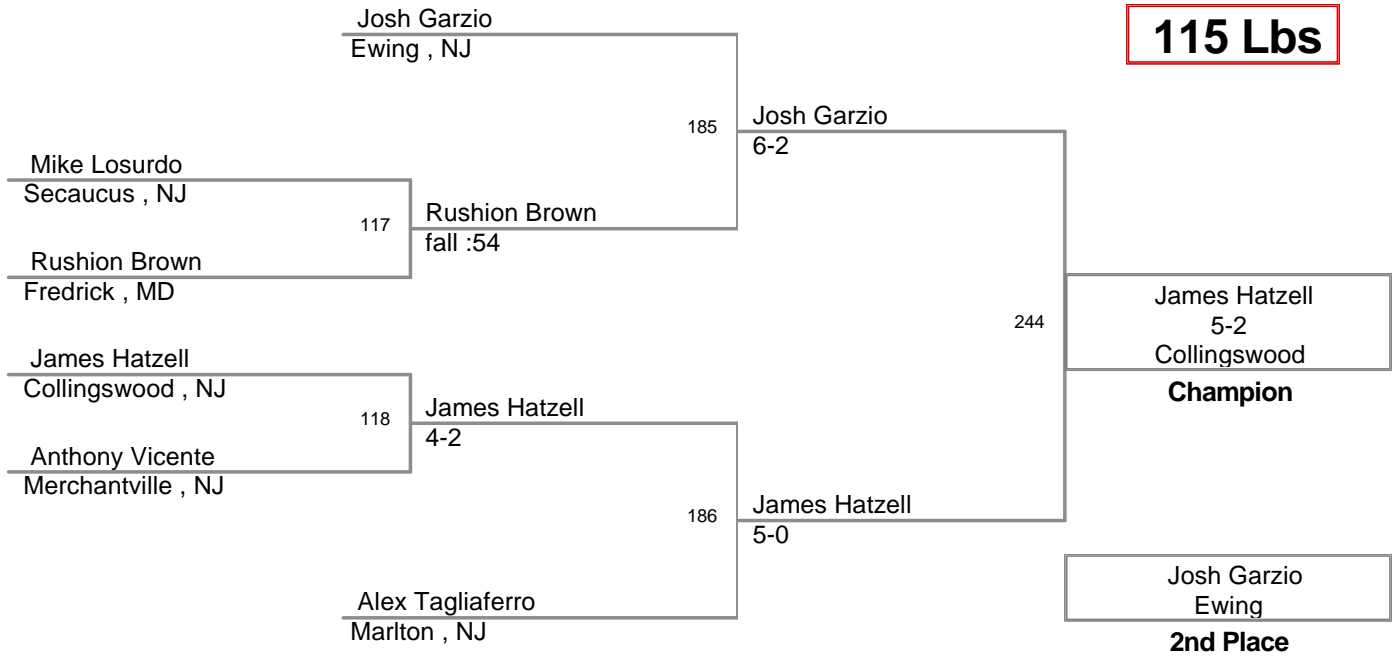 Josh Garzio
Ewing , NJ
115 Lbs
185
Josh Garzio
6-2
Mike Losurdo
Secaucus , NJ
117
Rushion Brown
fall :54
Rushion Brown
Fredrick , MD
244
James Hatzell
5-2
Collingswood
Champion
James Hatzell
Collingswood , NJ
118
James Hatzell
4-2
Anthony Vicente
Merchantville , NJ
186
James Hatzell
5-0
Alex Tagliaferro
Marlton , NJ
Josh Garzio
Ewing
2nd Place